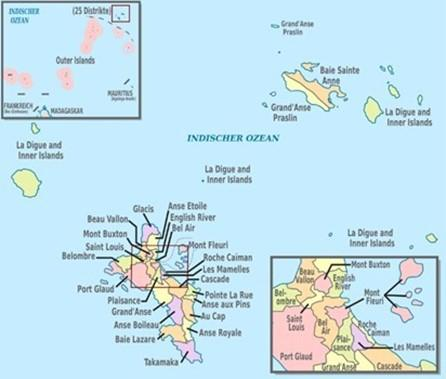 INDISCHER
OZEAN
(25 Distrikte)
Outer Islands
MAURITIUS
FRANKREICH
MADAGASKAR
Grand'Anse
Praslin
Baie Sainte
Anne
Grand'Anse
Praslin
La Digue and
Inner Islands
INDISCHER OZEAN
La Digue and
Inner Islands
La Digue and
Inner Islands
Glacis
Anse Etoile
English River
Bel Air
Beau Vallon
Mont Buxton
Saint Louis
Belombre
Mont Fleuri
Roche Caiman
Les Mamelles
Cascade
Port Glaud
Plaisance
Grand'Anse
Pointe La Rue
Anse aux Pins
Au Cap
Anse Boileau
Anse Royale
Baie Lazare
Takamaka
La Digue and
Inner Islands
Mont Buxton
Beau
Vallon
English
River
Mont
Fleuri
Bel-
ombre
Saint
Louis
Bel
Air
Roche
Caiman
Plai-
sance
Les Mamelles
Port Glaud
Grand'Anse
Cascade